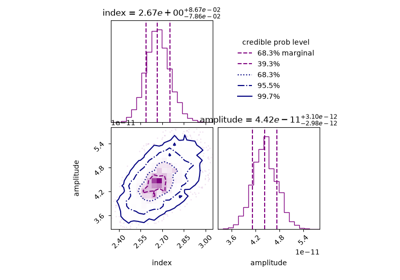 index = 2.67e+00+8.67e−02−7.86e−02
credible prob level
68.3% marginal
39.3%
68.3%
95.5%
99.7%
1e−11
amplitude = 4.42e−11+3.10e−12−2.98e−12
amplitude
5.4
4.8
4.2
3.6
2.40 2.55 2.70 2.85 3.00
index
3.6 4.2 4.8 5.4
1e−11
amplitude